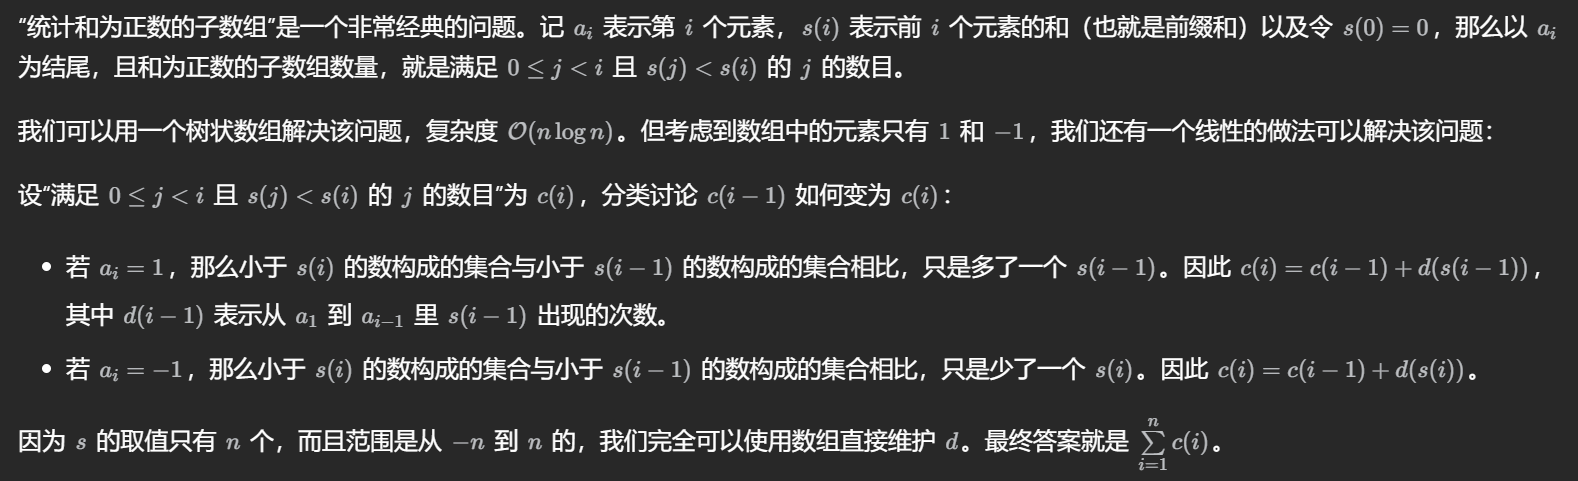 “统计和为正数的子数组”是一个非常经典的问题。记 $a_i$ 表示第 $i$ 个元素，$s(i)$ 表示前 $i$ 个元素的和（也就是前缀和）以及令 $s(0) = 0$，那么以 $a_i$
为结尾，且和为正数的子数组数量，就是满足 $0 \le j < i$ 且 $s(j) < s(i)$ 的 $j$ 的数目。
我们可以用一个树状数组解决该问题，复杂度 $\mathcal{O}(n \log n)$。但考虑到数组中的元素只有 $1$ 和 $-1$，我们还有一个线性的做法可以解决该问题：
设“满足 $0 \le j < i$ 且 $s(j) < s(i)$ 的 $j$ 的数目”为 $c(i)$，分类讨论 $c(i-1)$ 如何变为 $c(i)$：
• 若 $a_i = 1$，那么小于 $s(i)$ 的数构成的集合与小于 $s(i-1)$ 的数构成的集合相比，只是多了一个 $s(i-1)$。因此 $c(i) = c(i-1) + d(s(i-1))$，
其中 $d(i-1)$ 表示从 $a_1$ 到 $a_{i-1}$ 里 $s(i-1)$ 出现的次数。
• 若 $a_i = -1$，那么小于 $s(i)$ 的数构成的集合与小于 $s(i-1)$ 的数构成的集合相比，只是少了一个 $s(i)$。因此 $c(i) = c(i-1) + d(s(i))$。
因为 $s$ 的取值只有 $n$ 个，而且范围是从 $-n$ 到 $n$ 的，我们完全可以使用数组直接维护 $d$。最终答案就是 $\sum_{i=1}^{n} c(i)$。